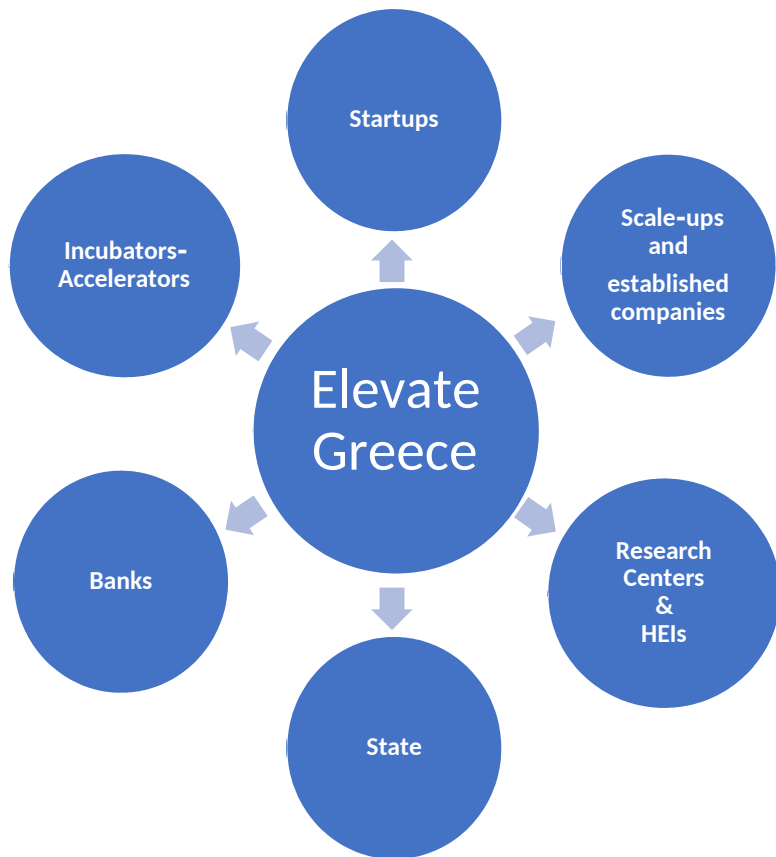 Startups
Scale-ups
and
established
companies
Incubators-
Accelerators
Elevate
Greece
Research
Centers
&
HEIs
Banks
State